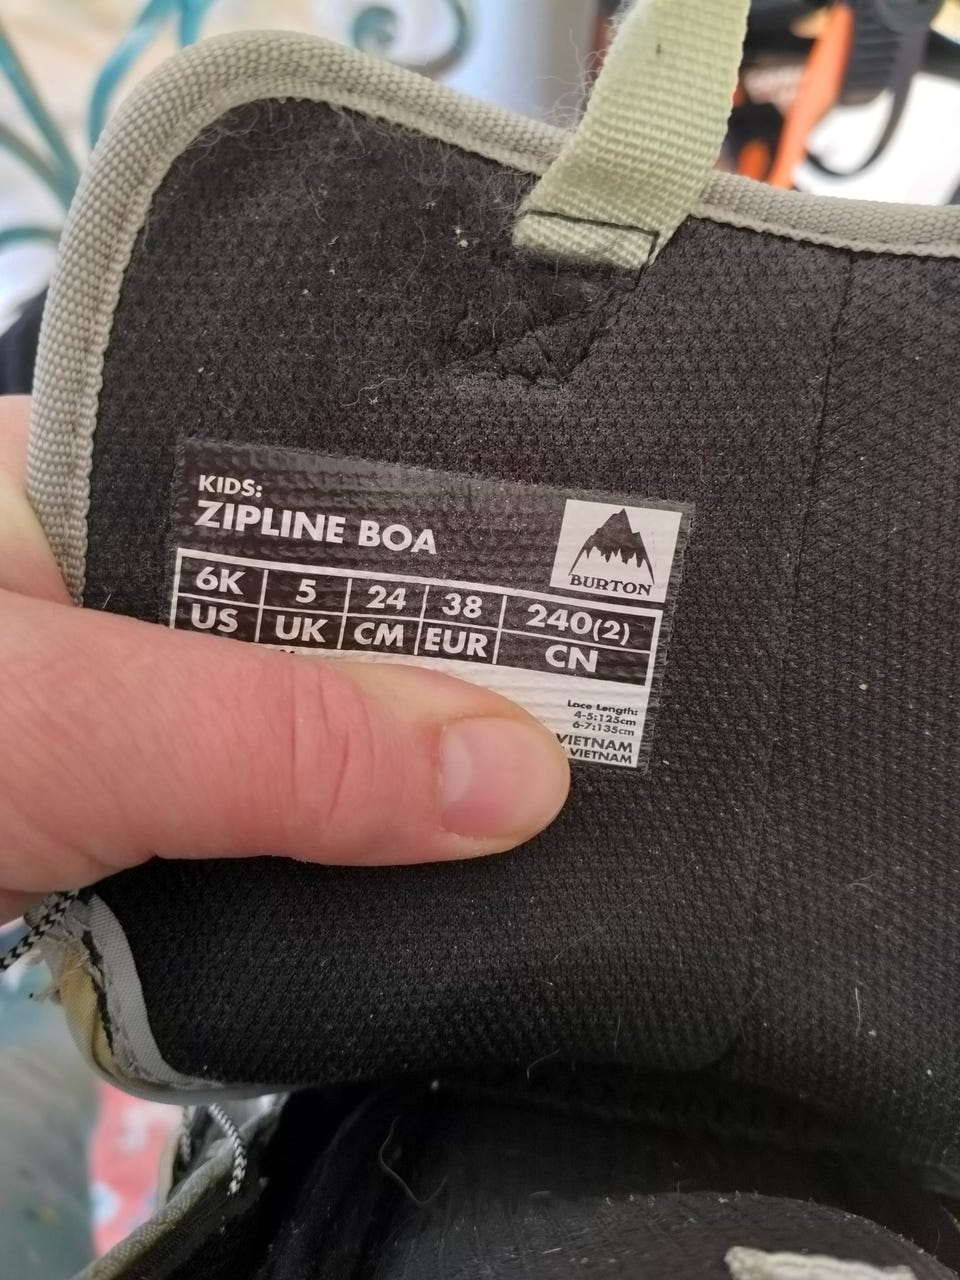 KIDS:
ZIPLINE BOA
BURTON
6K 5 24 38 240(2)
US UK CM EUR CN
Lace Length:
4-5:125cm
6-7:135cm
VIETNAM
VIETNAM